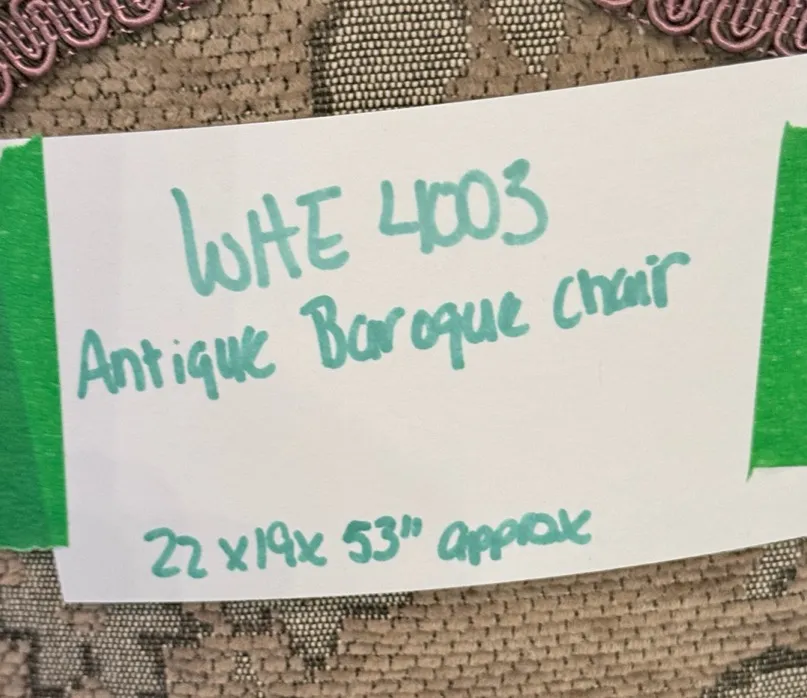 WHE 4003
Antique Baroque Chair
22 x 19 x 53" approx